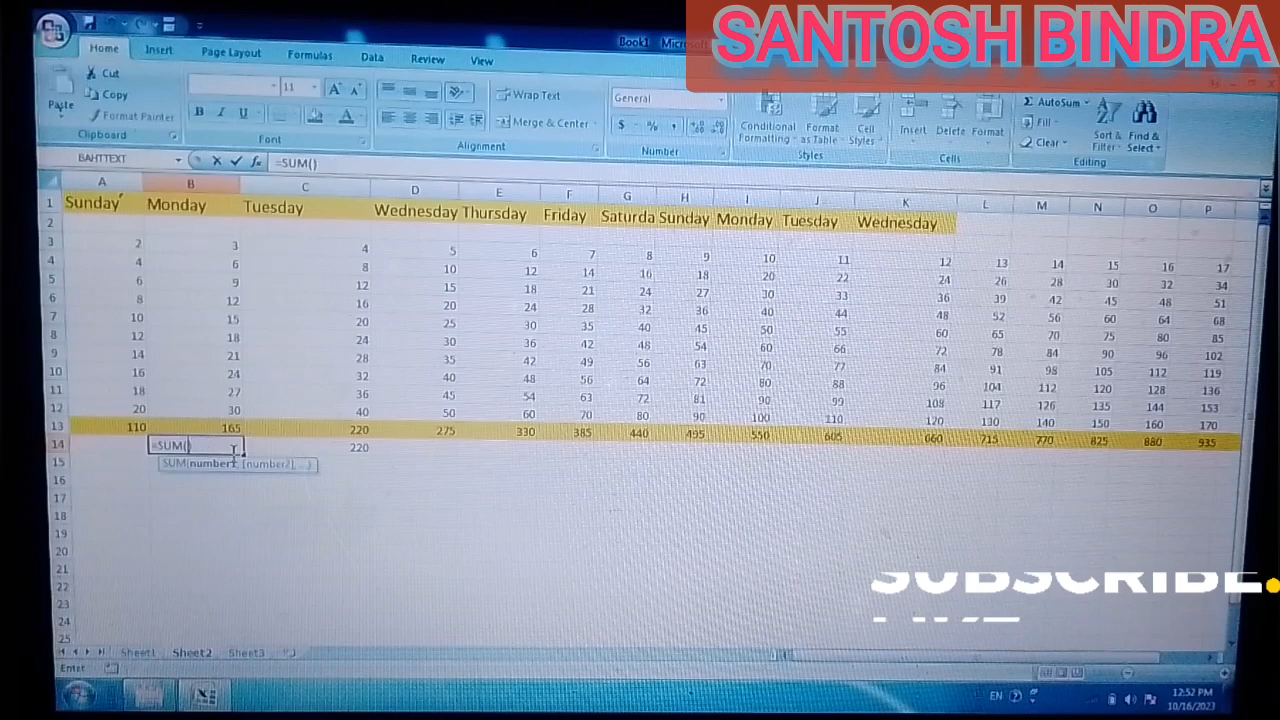 SANTOSH BINDRA
Book1 Microsoft
Home Insert Page Layout Formulas Data Review View
Cut
Copy
Format Painter
Paste
Clipboard
11
Font
Wrap Text
Merge & Center
Alignment
General
Number
Conditional Formatting
Format as Table
Cell Styles
Styles
Insert Delete Format
Cells
AutoSum
Fill
Clear
Sort & Filter
Find & Select
Editing
BAHTTEXT =SUM()
A B C D E F G H I J K L M N O P
1 Sunday Monday Tuesday Wednesday Thursday Friday Saturda Sunday Monday Tuesday Wednesday
2
3 2 3 4 5 6 7 8 9 10 11 12 13 14 15 16 17
4 4 6 8 10 12 14 16 18 20 22 24 26 28 30 32 34
5 6 9 12 15 18 21 24 27 30 33 36 39 42 45 48 51
6 8 12 16 20 24 28 32 36 40 44 48 52 56 60 64 68
7 10 15 20 25 30 35 40 45 50 55 60 65 70 75 80 85
8 12 18 24 30 36 42 48 54 60 66 72 78 84 90 96 102
9 14 21 28 35 42 49 56 63 70 77 84 91 98 105 112 119
10 16 24 32 40 48 56 64 72 80 88 96 104 112 120 128 136
11 18 27 36 45 54 63 72 81 90 99 108 117 126 135 144 153
12 20 30 40 50 60 70 80 90 100 110 120 130 140 150 160 170
13 110 165 220 275 330 385 440 495 550 605 660 715 770 825 880 935
14 =SUM() 220
15 SUM(number1, [number2], ...)
16
17
18
19
20
21
22
23
24
25
SUBSCRIBE.
Sheet1 Sheet2 Sheet3
Enter
EN
12:52 PM
10/16/2023